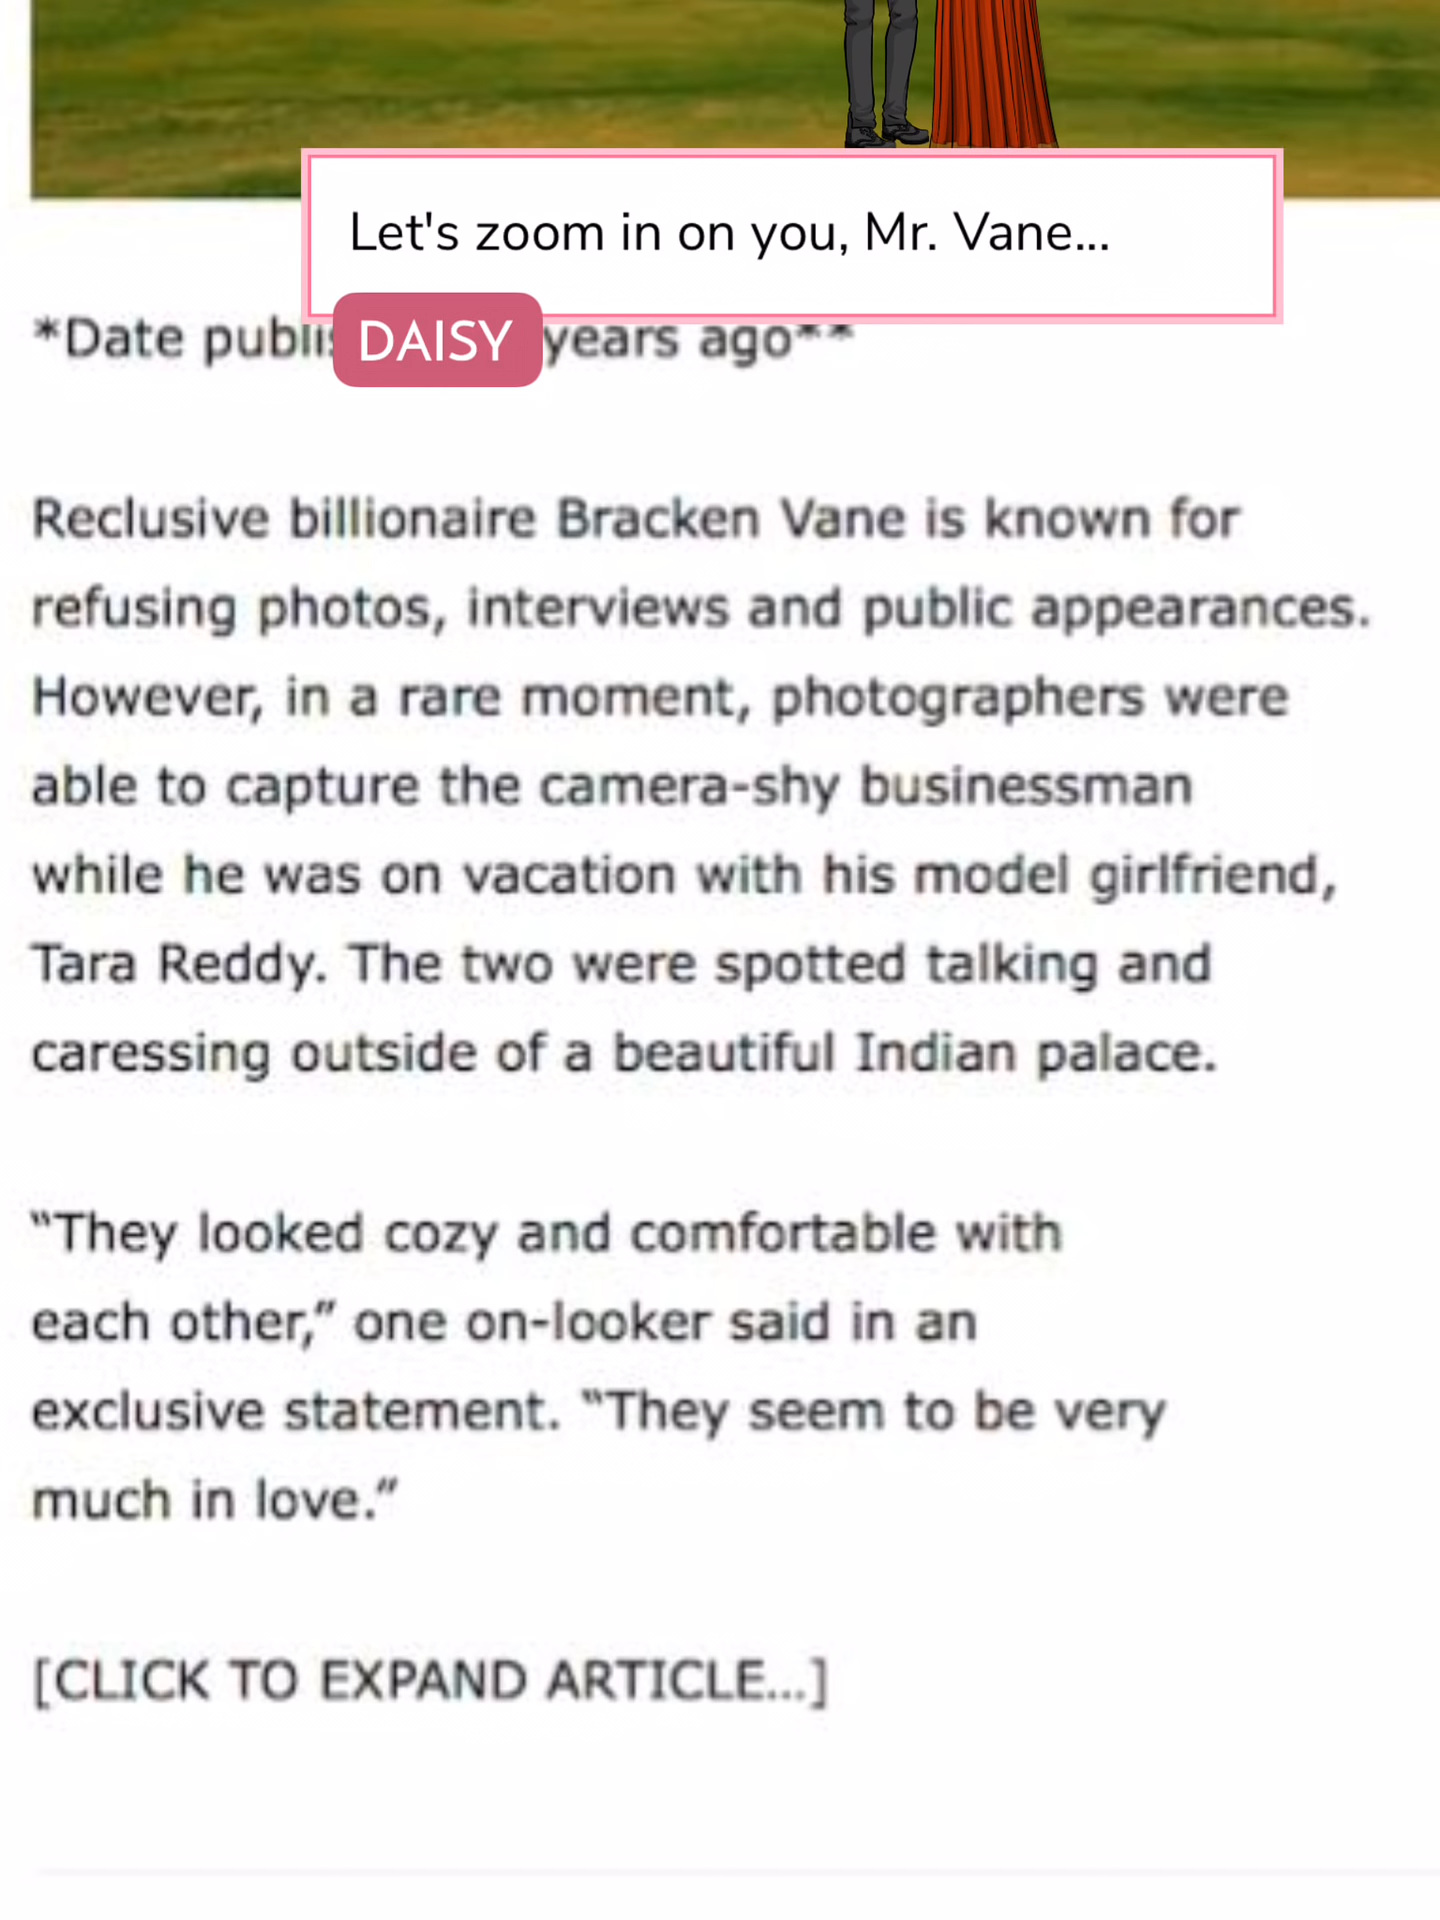 Let's zoom in on you, Mr. Vane...
DAISY
*Date publis years ago**
Reclusive billionaire Bracken Vane is known for
refusing photos, interviews and public appearances.
However, in a rare moment, photographers were
able to capture the camera-shy businessman
while he was on vacation with his model girlfriend,
Tara Reddy. The two were spotted talking and
caressing outside of a beautiful Indian palace.
“They looked cozy and comfortable with
each other,” one on-looker said in an
exclusive statement. “They seem to be very
much in love.”
[CLICK TO EXPAND ARTICLE...]